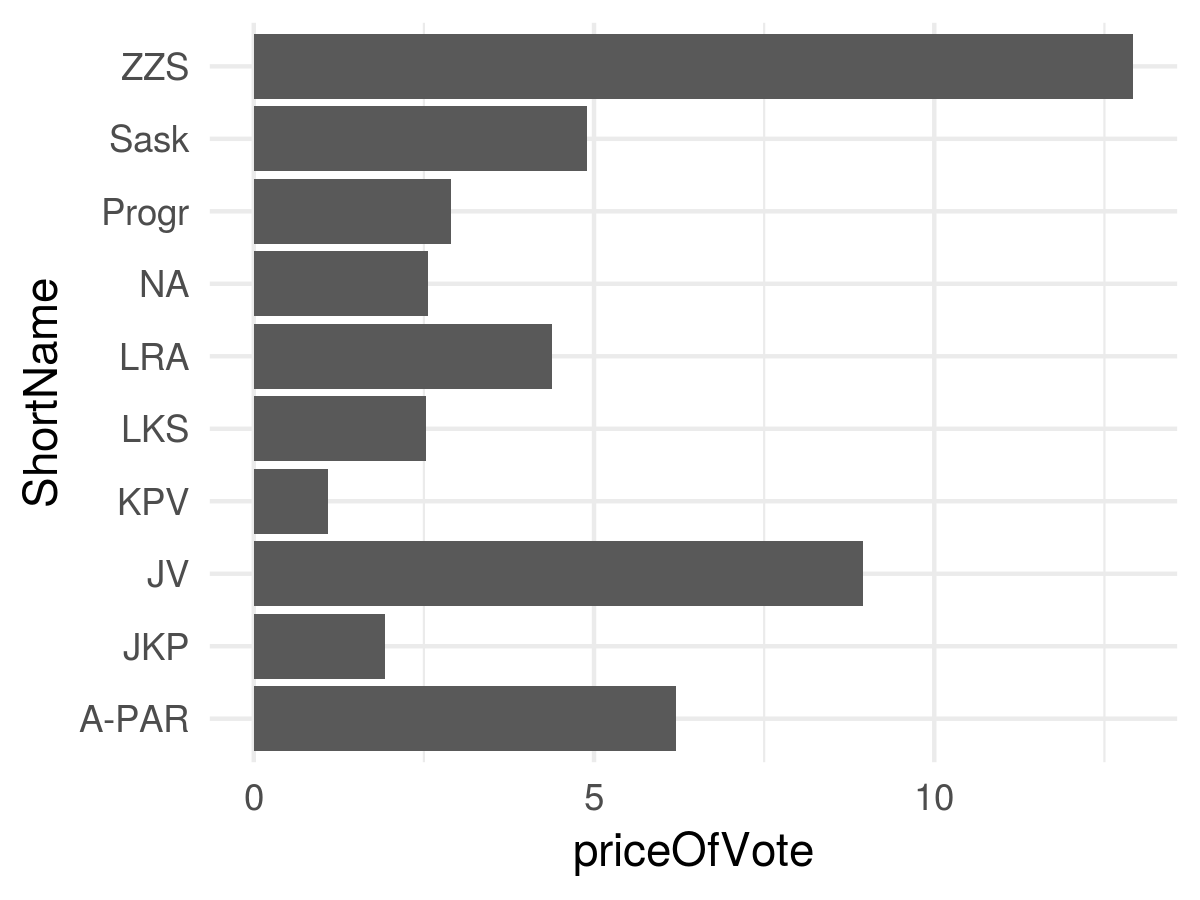 ZZS
Sask
Progr
NA
LRA
LKS
KPV
JV
JKP
A-PAR
ShortName
0 5 10
priceOfVote